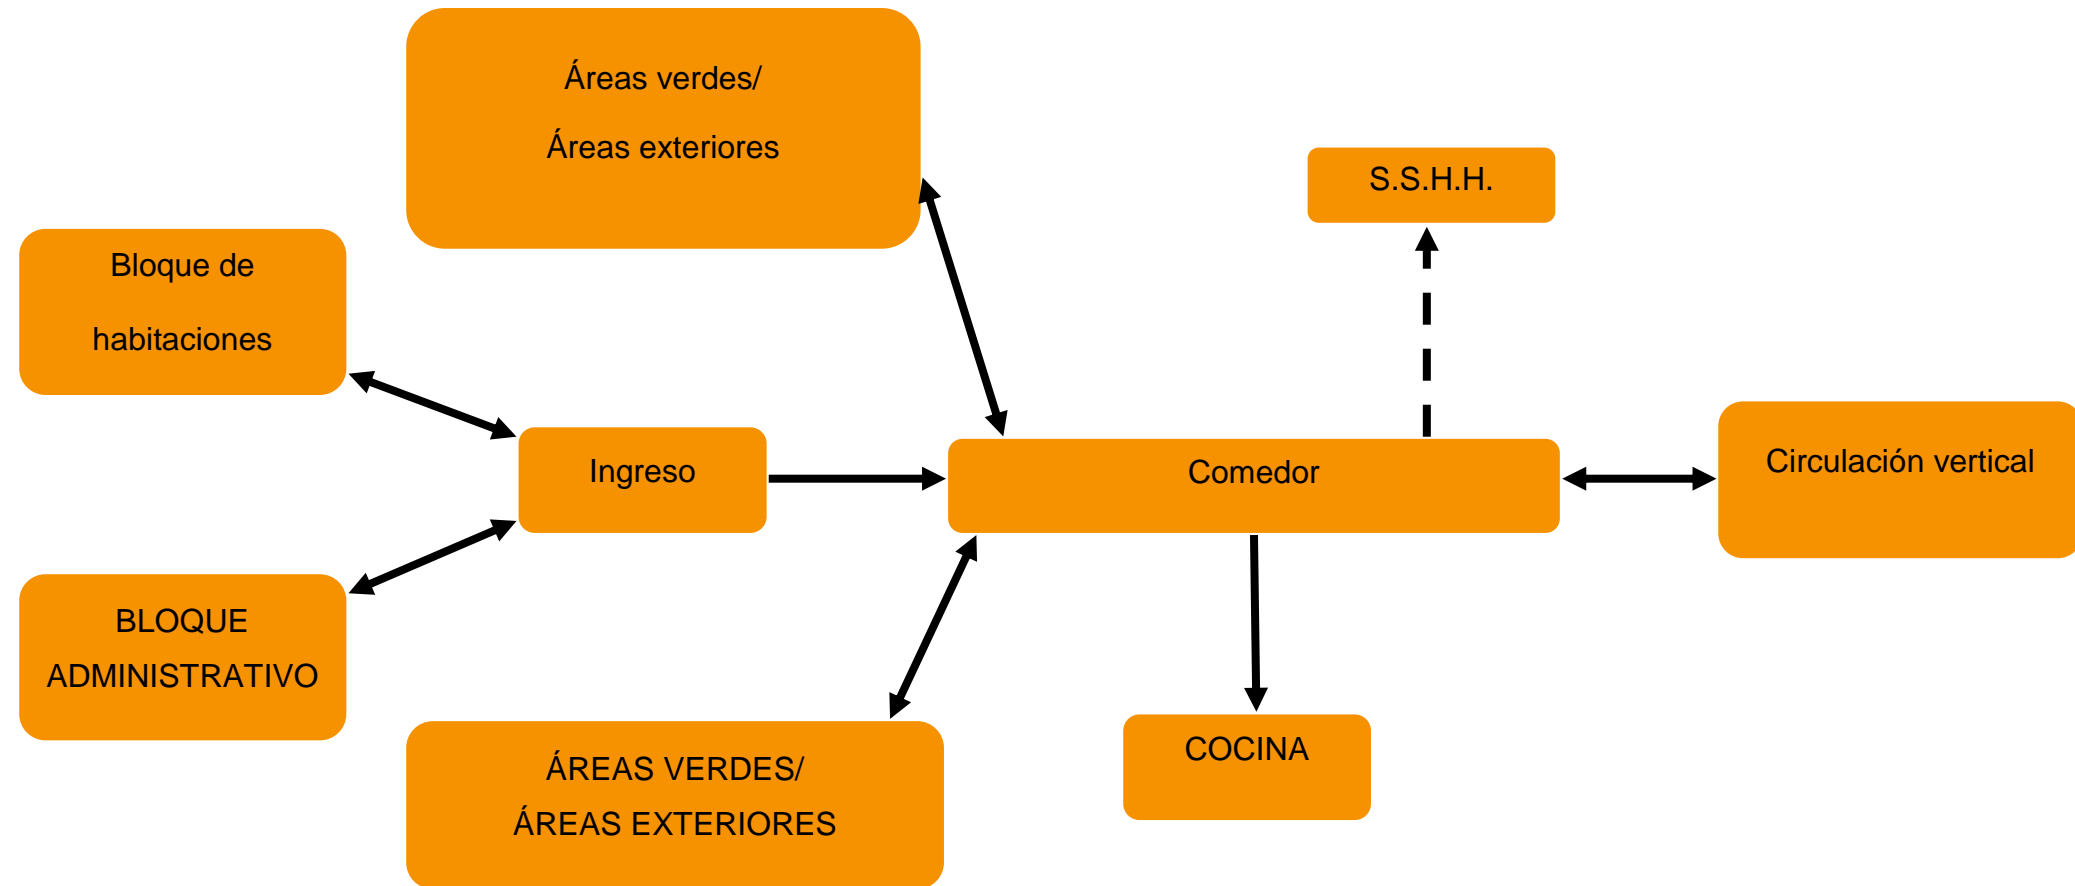 Áreas verdes/
Áreas exteriores
S.S.H.H.
Bloque de
habitaciones
Ingreso
Comedor
Circulación vertical
BLOQUE
ADMINISTRATIVO
ÁREAS VERDES/
ÁREAS EXTERIORES
COCINA